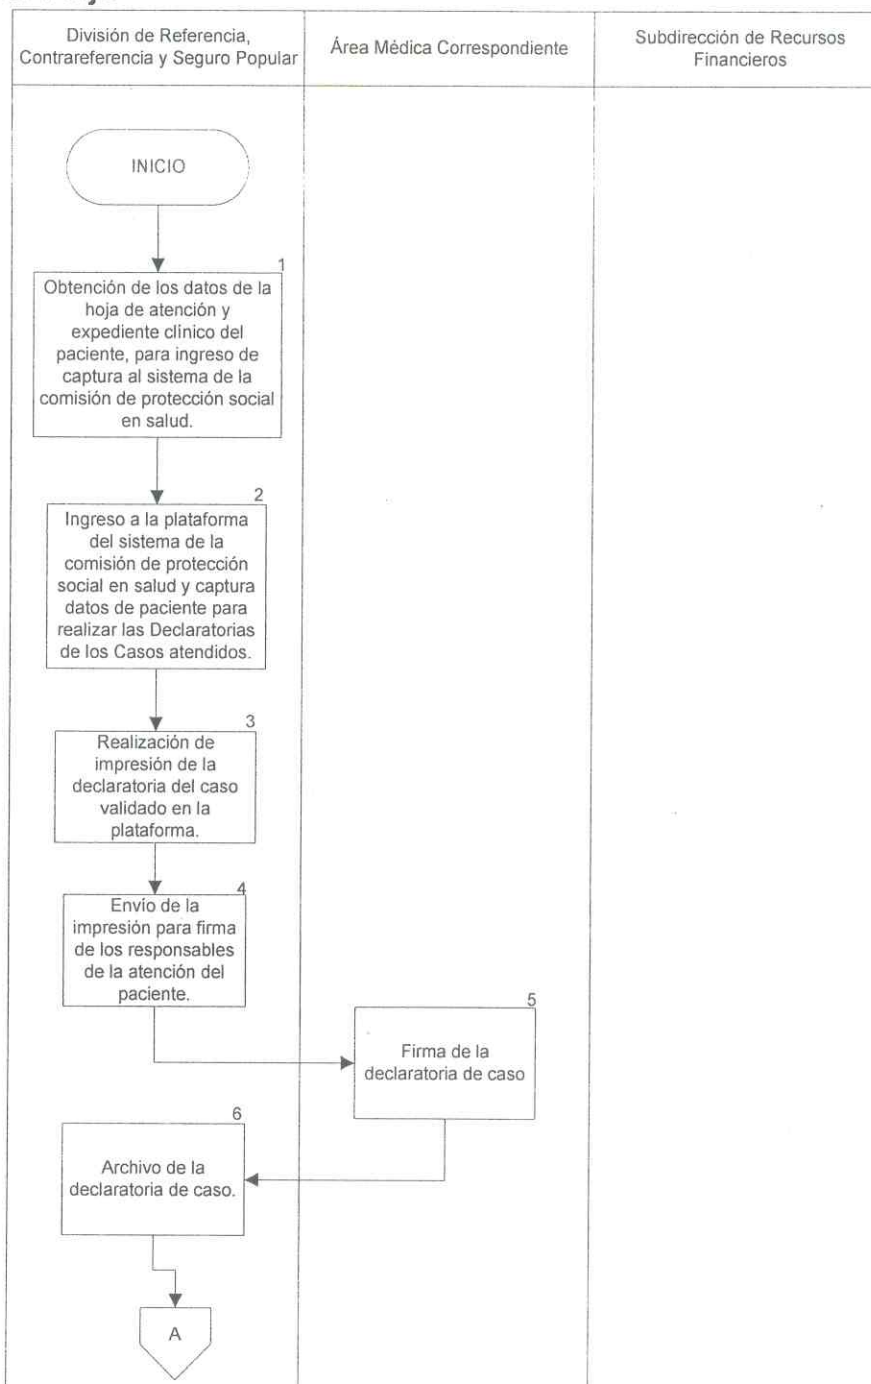 División de Referencia,
Contrareferencia y Seguro Popular
Área Médica Correspondiente
Subdirección de Recursos
Financieros
INICIO
1
Obtención de los datos de la
hoja de atención y
expediente clínico del
paciente, para ingreso de
captura al sistema de la
comisión de protección social
en salud.
2
Ingreso a la plataforma
del sistema de la
comisión de protección
social en salud y captura
datos de paciente para
realizar las Declaratorias
de los Casos atendidos.
3
Realización de
impresión de la
declaratoria del caso
validado en la
plataforma.
4
Envío de la
impresión para firma
de los responsables
de la atención del
paciente.
5
Firma de la
declaratoria de caso
6
Archivo de la
declaratoria de caso.
A